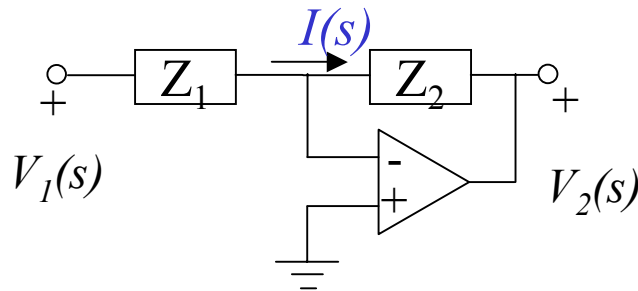 I(s)
Z1
Z2
+
+
V1(s)
-
+
V2(s)